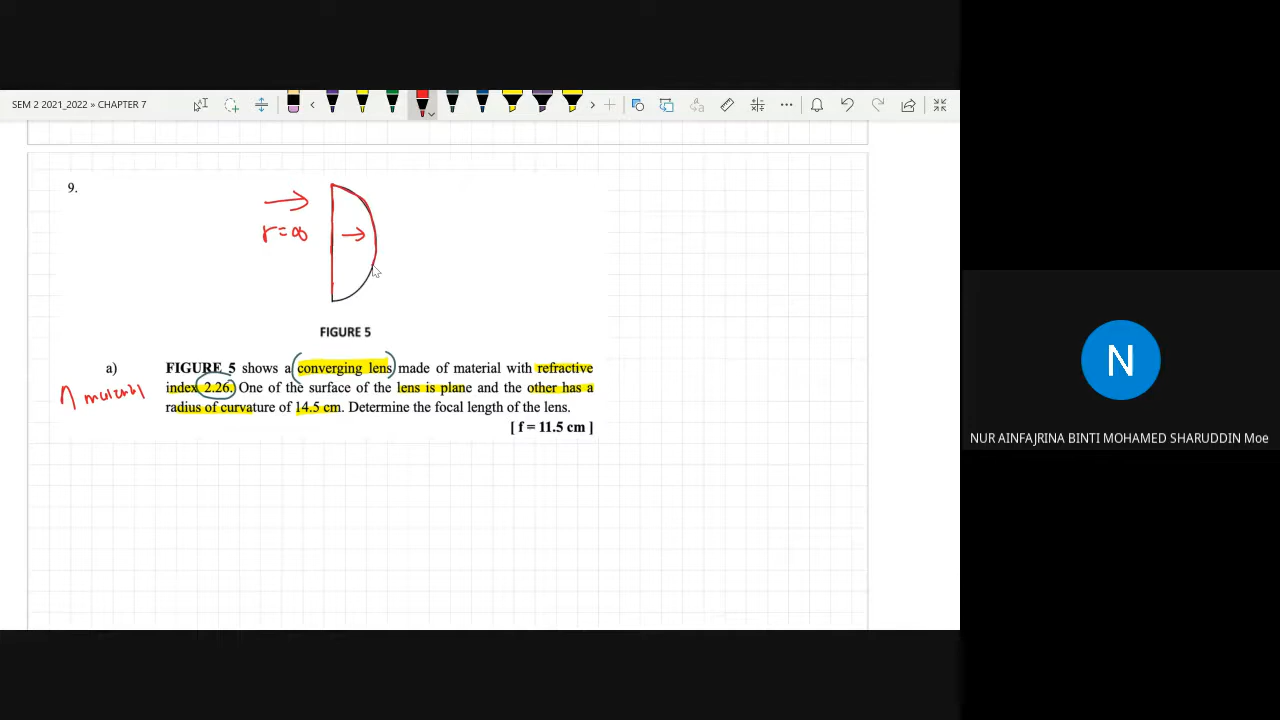 SEM 2 2021_2022 » CHAPTER 7
9.
r=∞
FIGURE 5
a)
FIGURE 5 shows a converging lens made of material with refractive
index 2.26. One of the surface of the lens is plane and the other has a
radius of curvature of 14.5 cm. Determine the focal length of the lens.
[ f = 11.5 cm ]
n material
N
NUR AINFAJRINA BINTI MOHAMED SHARUDDIN Moe